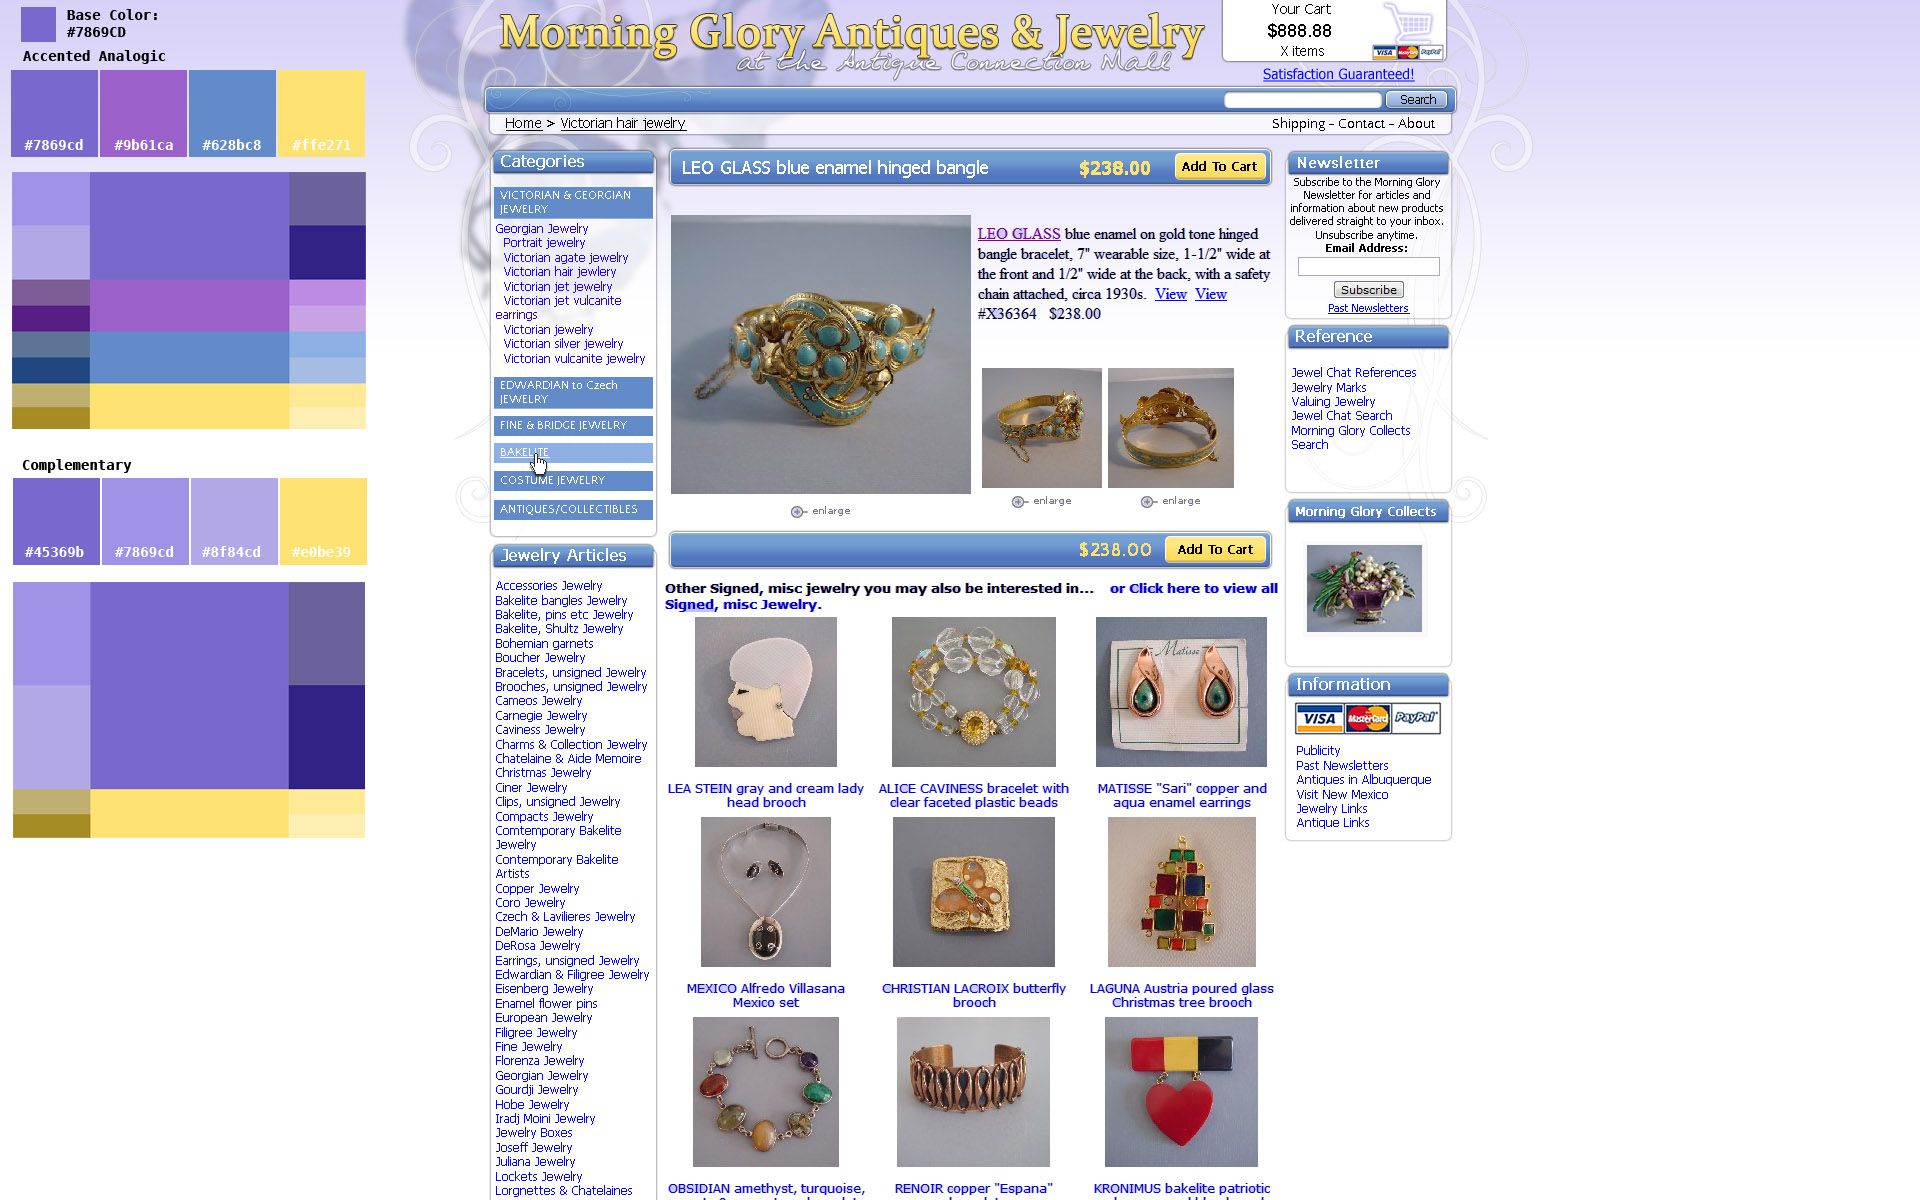 Base Color:
#7869CD
Accented Analogic
#7869cd
#9b61ca
#628bc8
#ffe271
Complementary
#45369b
#7869cd
#8f84cd
#e0be39
Morning Glory Antiques & Jewelry
at the Antique Connection Mall
Your Cart
$888.88
X items
VISA MasterCard PayPal
Satisfaction Guaranteed!
Search
Home > Victorian hair jewelry
Shipping - Contact - About
Categories
VICTORIAN & GEORGIAN
JEWELRY
Georgian Jewelry
Portrait jewelry
Victorian agate jewelry
Victorian hair jewlery
Victorian jet jewelry
Victorian jet vulcanite
earrings
Victorian jewelry
Victorian silver jewelry
Victorian vulcanite jewelry
EDWARDIAN to Czech
JEWELRY
FINE & BRIDGE JEWELRY
BAKELITE
COSTUME JEWELRY
ANTIQUES/COLLECTIBLES
Jewelry Articles
Accessories Jewelry
Bakelite bangles Jewelry
Bakelite, pins etc Jewelry
Bakelite, Shultz Jewelry
Bohemian garnets
Boucher Jewelry
Bracelets, unsigned Jewelry
Brooches, unsigned Jewelry
Cameos Jewelry
Carnegie Jewelry
Caviness Jewelry
Charms & Collection Jewelry
Chatelaine & Aide Memoire
Christmas Jewelry
Ciner Jewelry
Clips, unsigned Jewelry
Compacts Jewelry
Comtemporary Bakelite
Jewelry
Contemporary Bakelite
Artists
Copper Jewelry
Coro Jewelry
Czech & Lavilieres Jewelry
DeMario Jewelry
DeRosa Jewelry
Earrings, unsigned Jewelry
Edwardian & Filigree Jewelry
Eisenberg Jewelry
Enamel flower pins
European Jewelry
Filigree Jewelry
Fine Jewelry
Florenza Jewelry
Georgian Jewelry
Gourdji Jewelry
Hobe Jewelry
Iradj Moini Jewelry
Jewelry Boxes
Joseff Jewelry
Juliana Jewelry
Lockets Jewelry
Lorgnettes & Chatelaines
LEO GLASS blue enamel hinged bangle
$238.00
Add To Cart
LEO GLASS blue enamel on gold tone hinged
bangle bracelet, 7" wearable size, 1-1/2" wide at
the front and 1/2" wide at the back, with a safety
chain attached, circa 1930s. View View
#X36364 $238.00
enlarge
enlarge
enlarge
$238.00
Add To Cart
Other Signed, misc jewelry you may also be interested in... or Click here to view all
Signed, misc Jewelry.
Matisse
LEA STEIN gray and cream lady
head brooch
ALICE CAVINESS bracelet with
clear faceted plastic beads
MATISSE "Sari" copper and
aqua enamel earrings
MEXICO Alfredo Villasana
Mexico set
CHRISTIAN LACROIX butterfly
brooch
LAGUNA Austria poured glass
Christmas tree brooch
OBSIDIAN amethyst, turquoise,
RENOIR copper "Espana"
KRONIMUS bakelite patriotic
Newsletter
Subscribe to the Morning Glory
Newsletter for articles and
information about new products
delivered straight to your inbox.
Unsubscribe anytime.
Email Address:
Subscribe
Past Newsletters
Reference
Jewel Chat References
Jewelry Marks
Valuing Jewelry
Jewel Chat Search
Morning Glory Collects
Search
Morning Glory Collects
Information
VISA MasterCard PayPal
Publicity
Past Newsletters
Antiques in Albuquerque
Visit New Mexico
Jewelry Links
Antique Links